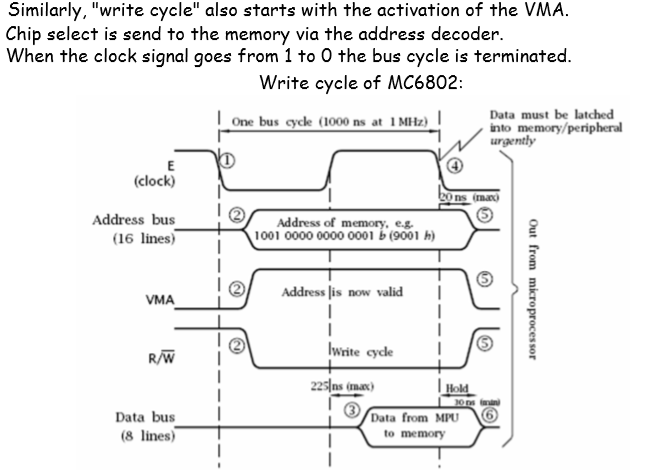 Similarly, "write cycle" also starts with the activation of the VMA.
Chip select is send to the memory via the address decoder.
When the clock signal goes from 1 to 0 the bus cycle is terminated.
Write cycle of MC6802:
One bus cycle (1000 ns at 1 MHz)
Data must be latched
into memory/peripheral
urgently
E
(clock)
①
④
20 ns (max)
Address bus
(16 lines)
②
Address of memory, e.g.
1001 0000 0000 0001 b (9001 h)
⑤
VMA
②
Address is now valid
⑤
R/W̅
②
Write cycle
⑤
225 ns (max)
Hold
30 ns (min)
Data bus
(8 lines)
③
Data from MPU
to memory
⑥
Out from microprocessor